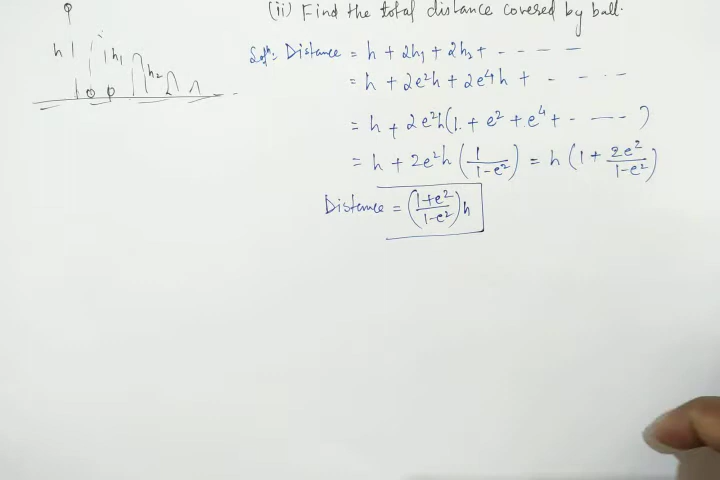 (ii) Find the total distance covered by ball.
h h₁ h₂
Solⁿ: Distance = h + 2h₁ + 2h₂ + - - - - -
= h + 2e²h + 2e⁴h + - - - -
= h + 2e²h(1 + e² + e⁴ + - - - - )
= h + 2e²h (1/1-e²) = h (1 + 2e²/1-e²)
Distance = (1+e²/1-e²)h